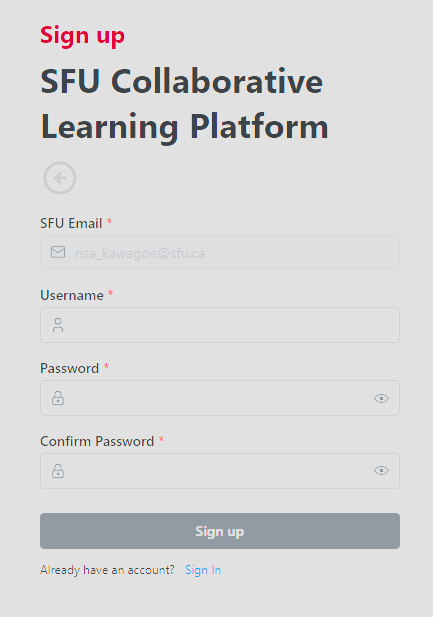 Sign up
SFU Collaborative
Learning Platform
SFU Email *
risa_kawagoe@sfu.ca
Username *
Password *
Confirm Password *
Sign up
Already have an account? Sign In